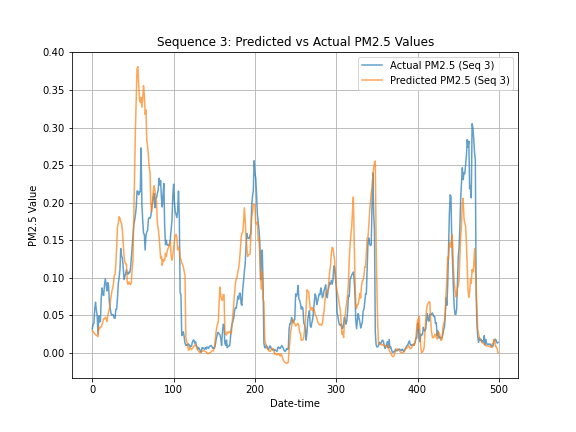 Sequence 3: Predicted vs Actual PM2.5 Values
Actual PM2.5 (Seq 3)
Predicted PM2.5 (Seq 3)
PM2.5 Value
0.40
0.35
0.30
0.25
0.20
0.15
0.10
0.05
0.00
0 100 200 300 400 500
Date-time